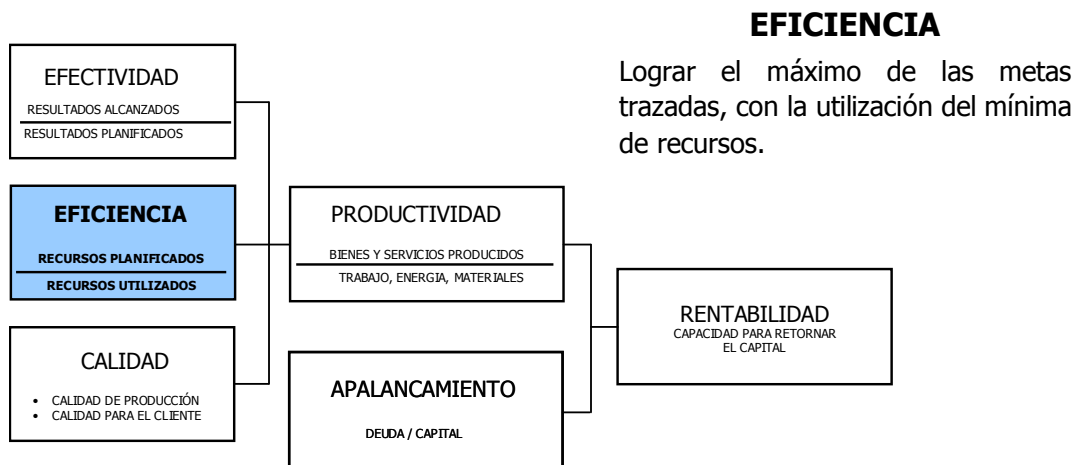 EFICIENCIA
Lograr el máximo de las metas
trazadas, con la utilización del mínima
de recursos.
EFECTIVIDAD
RESULTADOS ALCANZADOS
RESULTADOS PLANIFICADOS
EFICIENCIA
RECURSOS PLANIFICADOS
RECURSOS UTILIZADOS
CALIDAD
• CALIDAD DE PRODUCCIÓN
• CALIDAD PARA EL CLIENTE
PRODUCTIVIDAD
BIENES Y SERVICIOS PRODUCIDOS
TRABAJO, ENERGIA, MATERIALES
APALANCAMIENTO
DEUDA / CAPITAL
RENTABILIDAD
CAPACIDAD PARA RETORNAR
EL CAPITAL